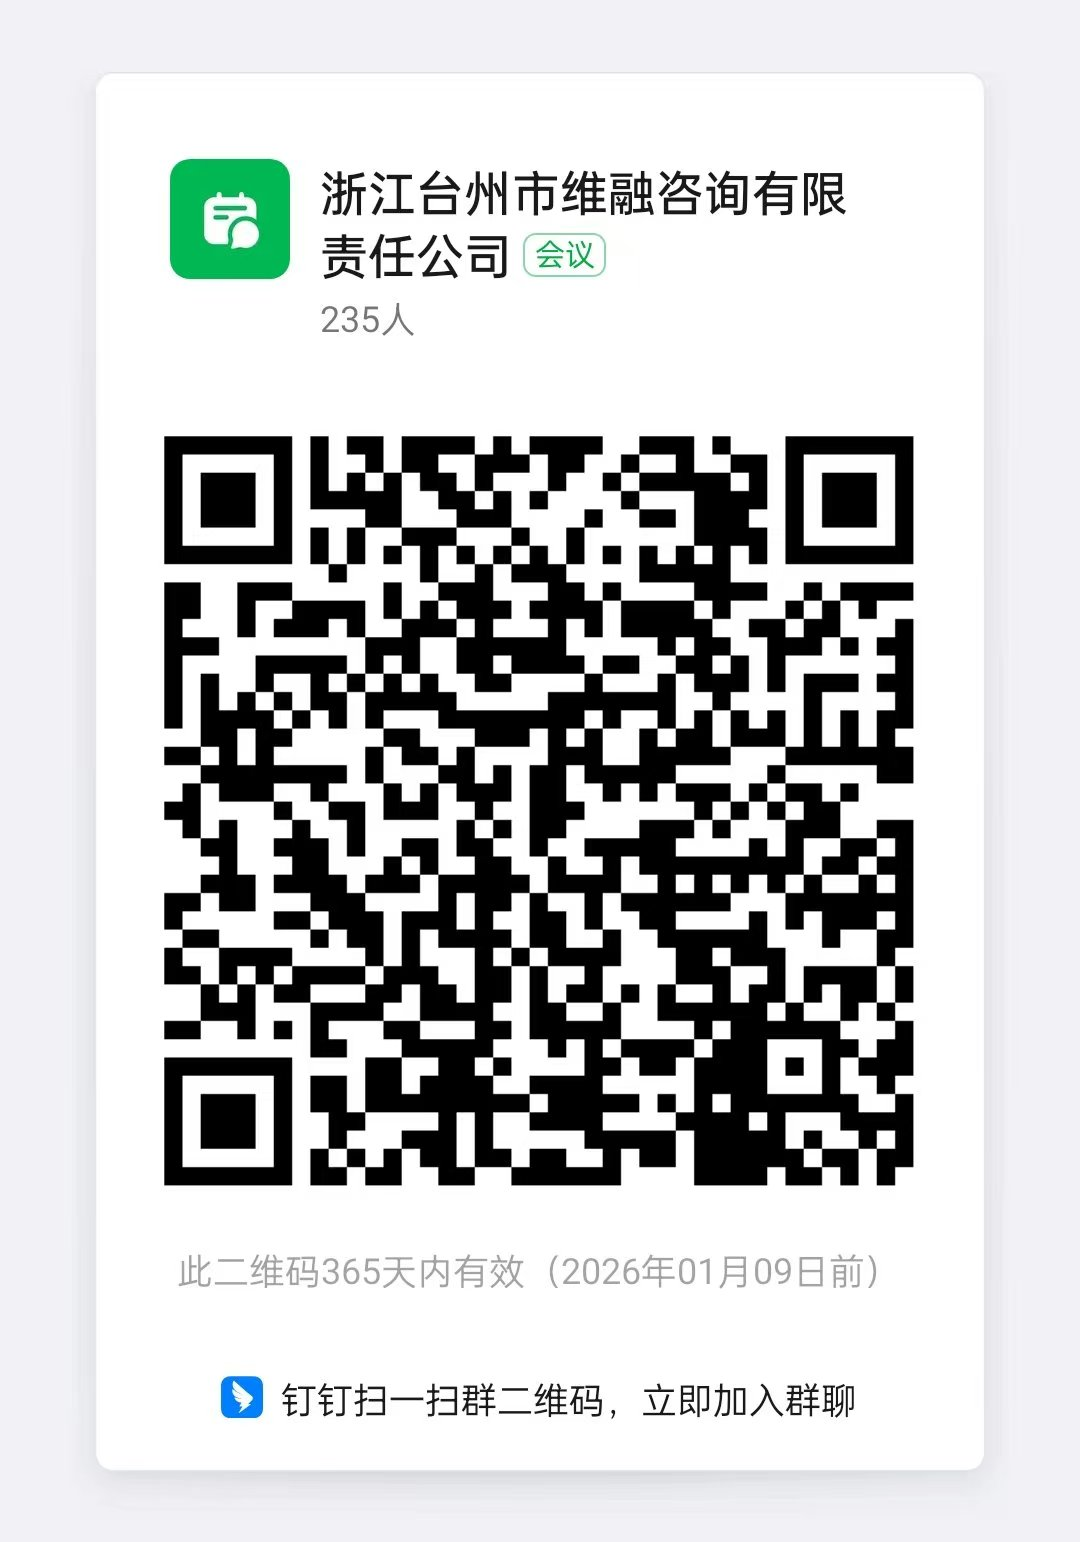 浙江台州市维融咨询有限
责任公司 会议
235人
此二维码365天内有效（2026年01月09日前）
钉钉扫一扫群二维码，立即加入群聊